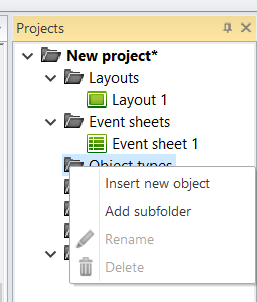 Projects
New project*
Layouts
Layout 1
Event sheets
Event sheet 1
Object types
Insert new object
Add subfolder
Rename
Delete